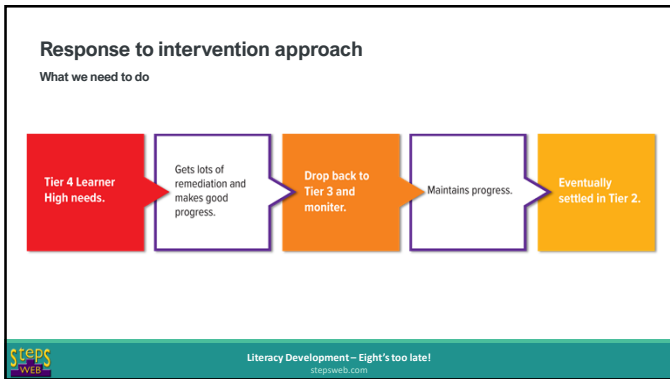 Response to intervention approach
What we need to do
Tier 4 Learner
High needs.
Gets lots of
remediation and
makes good
progress.
Drop back to
Tier 3 and
moniter.
Maintains progress.
Eventually
settled in Tier 2.
StePS
WEB
Literacy Development – Eight's too late!
stepsweb.com